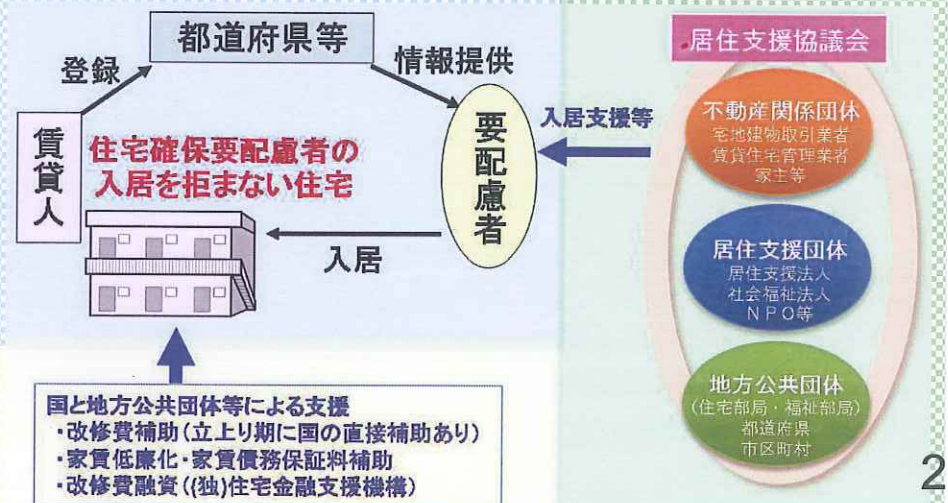 都道府県等
登録
情報提供
賃貸人
住宅確保要配慮者の
入居を拒まない住宅
要配慮者
入居
国と地方公共団体等による支援
・改修費補助(立上り期に国の直接補助あり)
・家賃低廉化・家賃債務保証料補助
・改修費融資((独)住宅金融支援機構)
入居支援等
居住支援協議会
不動産関係団体
宅地建物取引業者
賃貸住宅管理業者
家主等
居住支援団体
居住支援法人
社会福祉法人
NPO等
地方公共団体
(住宅部局・福祉部局)
都道府県
市区町村
2